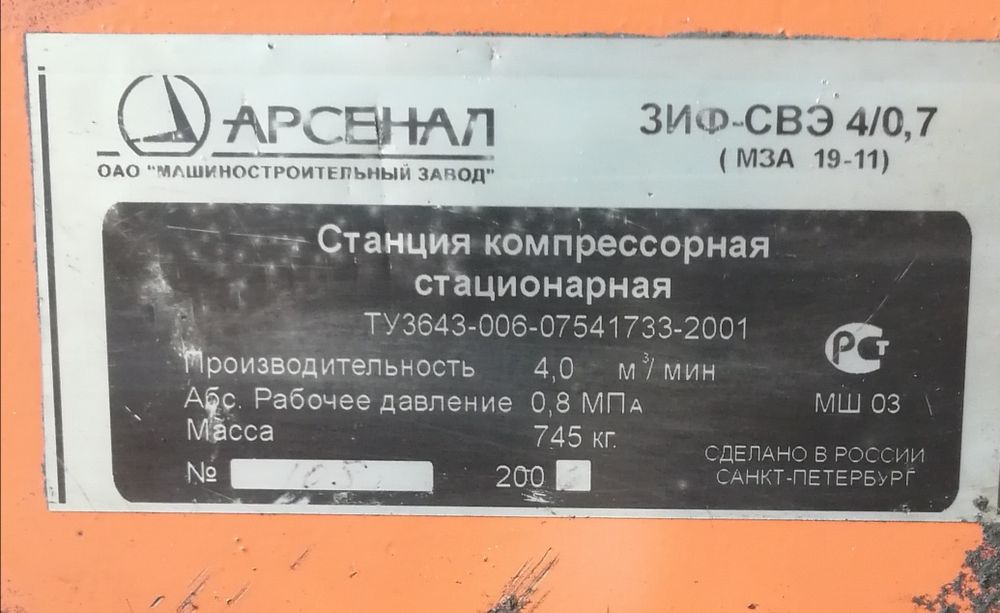 АРСЕНАЛ
ОАО "МАШИНОСТРОИТЕЛЬНЫЙ ЗАВОД"
ЗИФ-СВЭ 4/0,7
(МЗА 19-11)
Станция компрессорная
стационарная
ТУ3643-006-07541733-2001
Производительность 4,0 м³/мин
Абс. Рабочее давление 0,8 МПа
Масса 745 кг.
№ 200
РСТ
МШ 03
СДЕЛАНО В РОССИИ
САНКТ-ПЕТЕРБУРГ